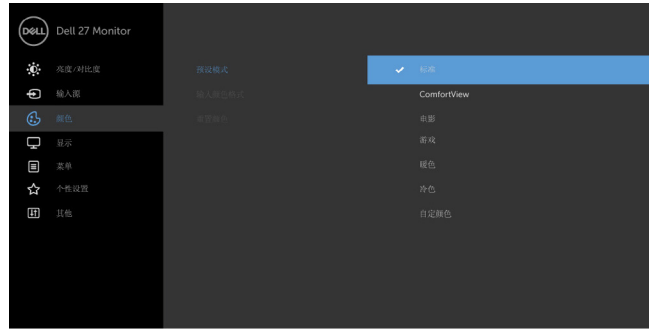 DELL Dell 27 Monitor
亮度/对比度
输入源
颜色
显示
菜单
个性设置
其他
预设模式
输入颜色格式
重置颜色
标准
ComfortView
电影
游戏
暖色
冷色
自定颜色